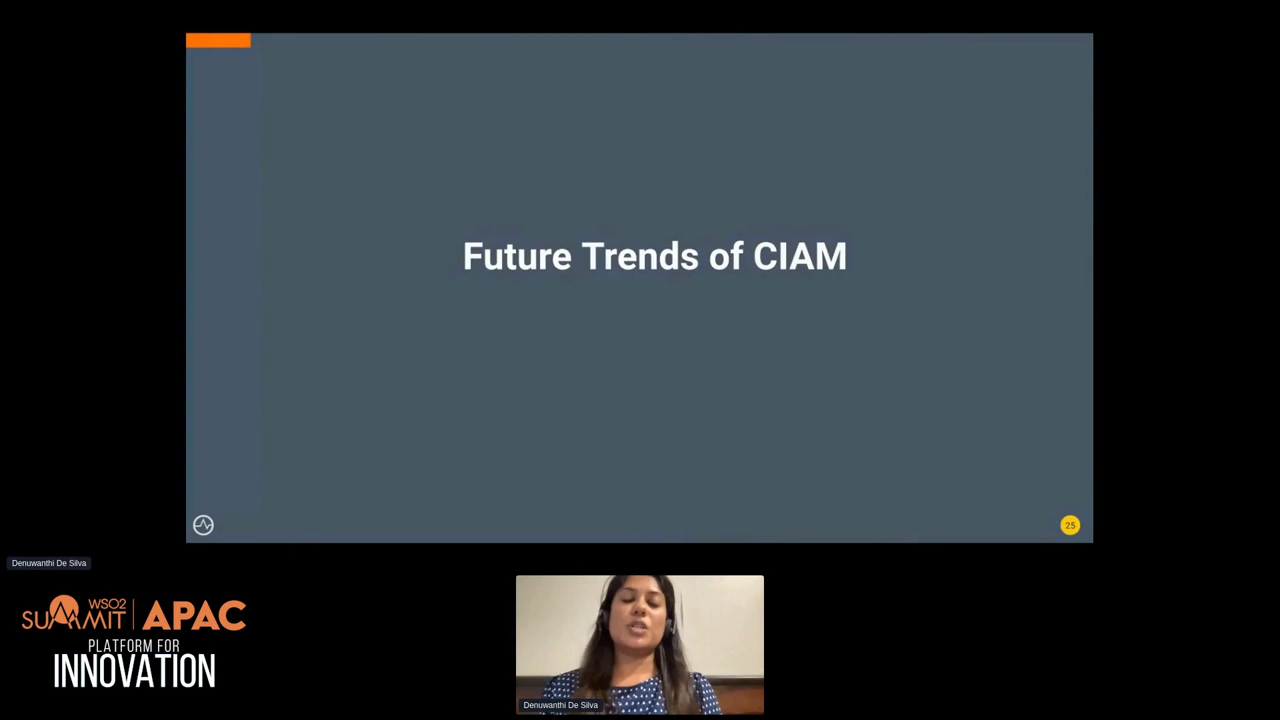 Future Trends of CIAM
25
Denuwanthi De Silva
WSO2
SUMMIT
APAC
PLATFORM FOR
INNOVATION
Denuwanthi De Silva